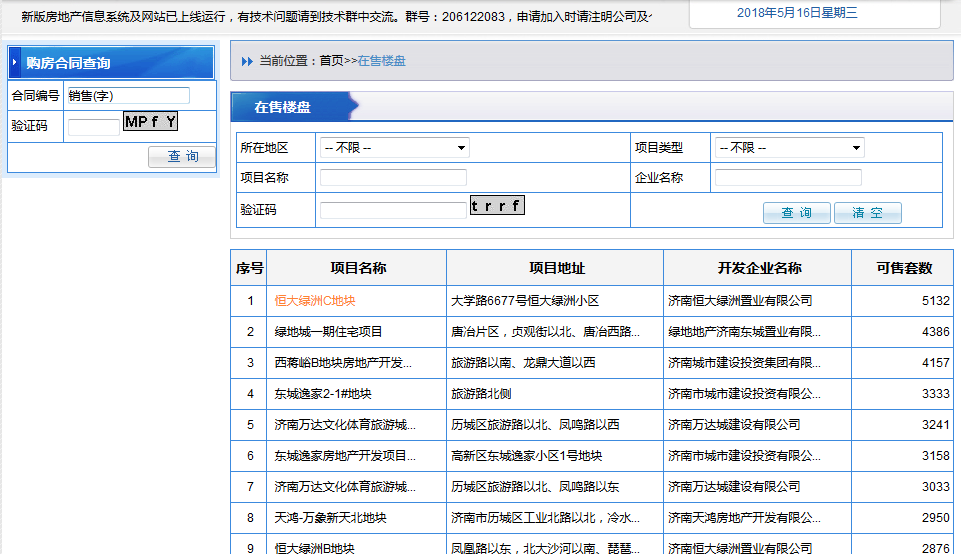 新版房地产信息系统及网站已上线运行，有技术问题请到技术群中交流。群号：206122083，申请加入时请注明公司及
2018年5月16日星期三
购房合同查询
合同编号 销售(字)
验证码 MPfY
查 询
当前位置：首页>>在售楼盘
在售楼盘
所在地区 -- 不限 -- 项目类型 -- 不限 --
项目名称 企业名称
验证码 trrf 查 询 清 空
序号 项目名称 项目地址 开发企业名称 可售套数
1 恒大绿洲C地块 大学路6677号恒大绿洲小区 济南恒大绿洲置业有限公司 5132
2 绿地城一期住宅项目 唐冶片区，贞观街以北、唐冶西路... 绿地地产济南东城置业有限... 4386
3 西蒋峪B地块房地产开发... 旅游路以南、龙鼎大道以西 济南城市建设投资集团有限... 4157
4 东城逸家2-1#地块 旅游路北侧 济南市城市建设投资有限公... 3333
5 济南万达文化体育旅游城... 历城区旅游路以北、凤鸣路以西 济南万达城建设有限公司 3241
6 东城逸家房地产开发项目... 高新区东城逸家小区1号地块 济南市城市建设投资有限公... 3158
7 济南万达文化体育旅游城... 历城区旅游路以北、凤鸣路以东 济南万达城建设有限公司 3033
8 天鸿-万象新天北地块 济南市历城区工业北路以北，冷水... 济南天鸿房地产开发有限公... 2950
9 恒大绿洲B地块 凤凰路以东，北大沙河以南、琵琶... 济南恒大绿洲置业有限公司 2876